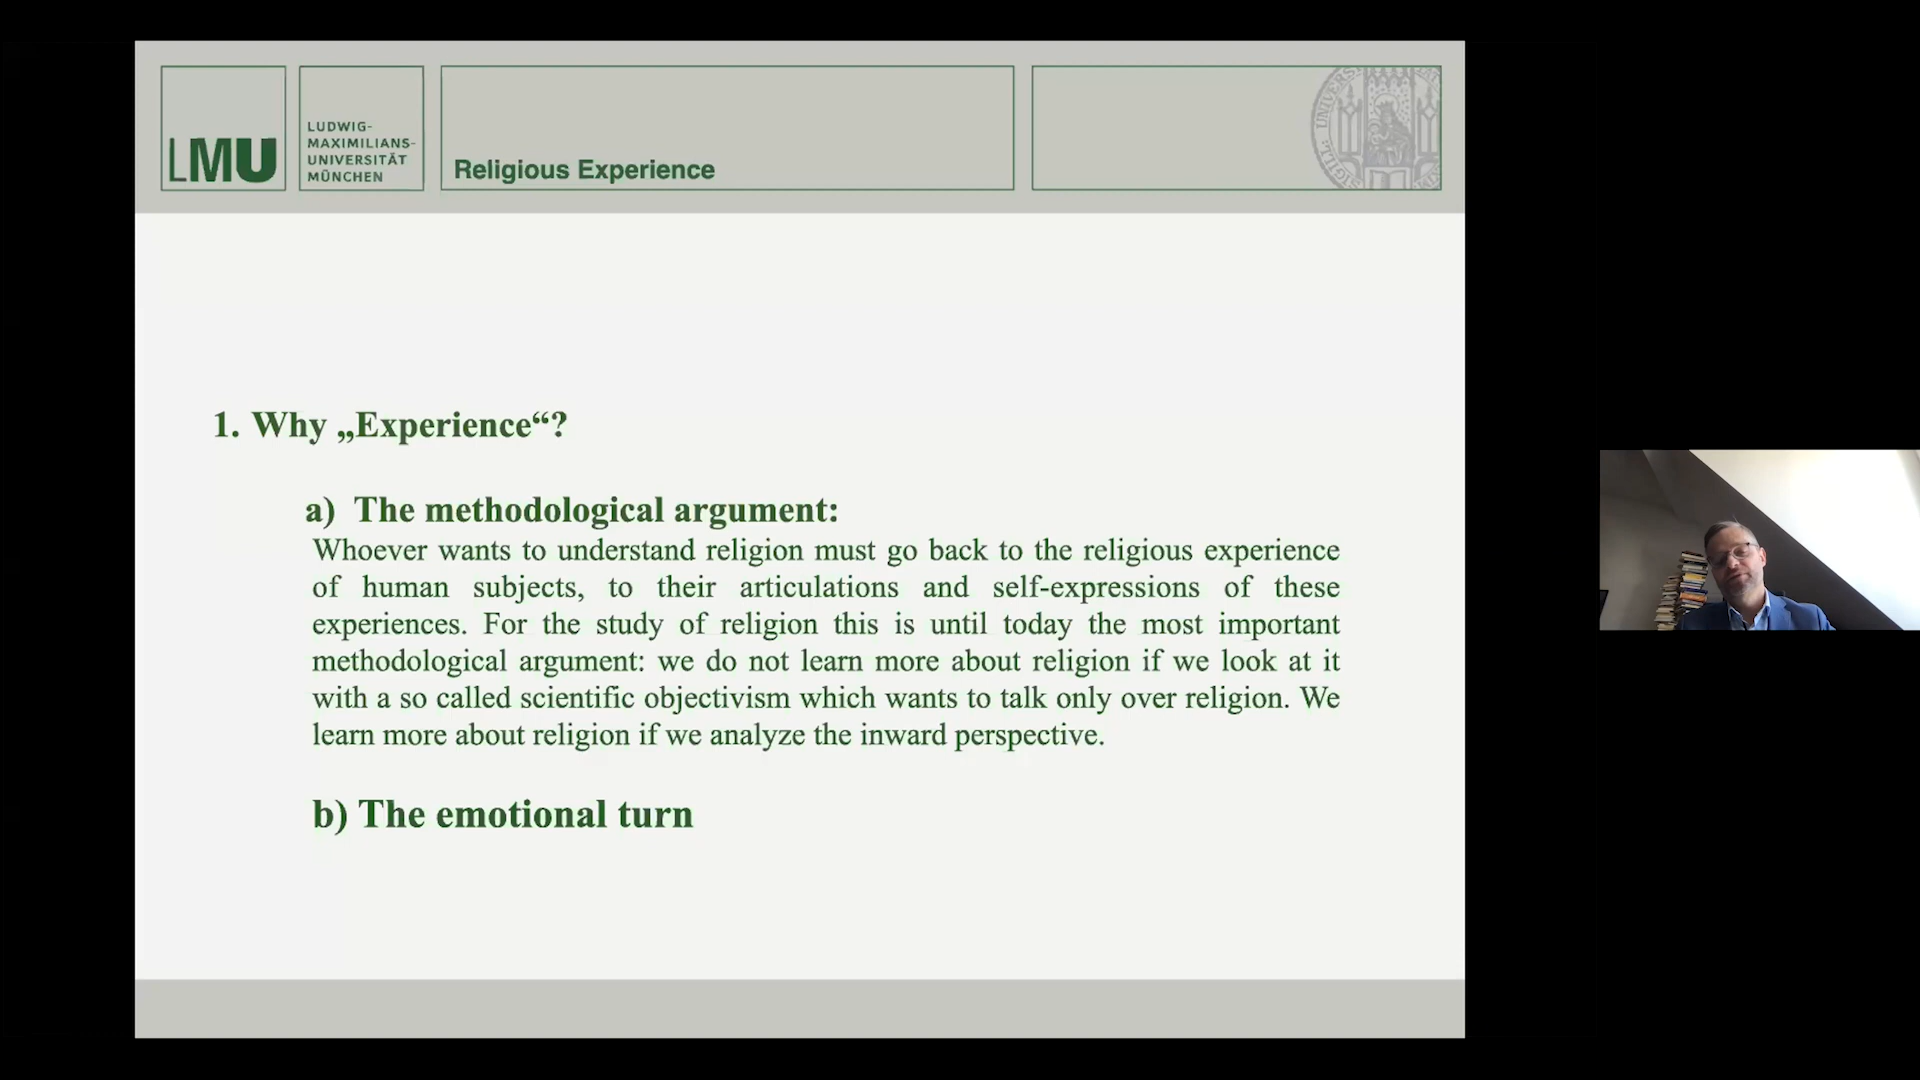 LMU
LUDWIG-
MAXIMILIANS-
UNIVERSITÄT
MÜNCHEN
Religious Experience
1. Why „Experience“?
a) The methodological argument:
Whoever wants to understand religion must go back to the religious experience
of human subjects, to their articulations and self-expressions of these
experiences. For the study of religion this is until today the most important
methodological argument: we do not learn more about religion if we look at it
with a so called scientific objectivism which wants to talk only over religion. We
learn more about religion if we analyze the inward perspective.
b) The emotional turn